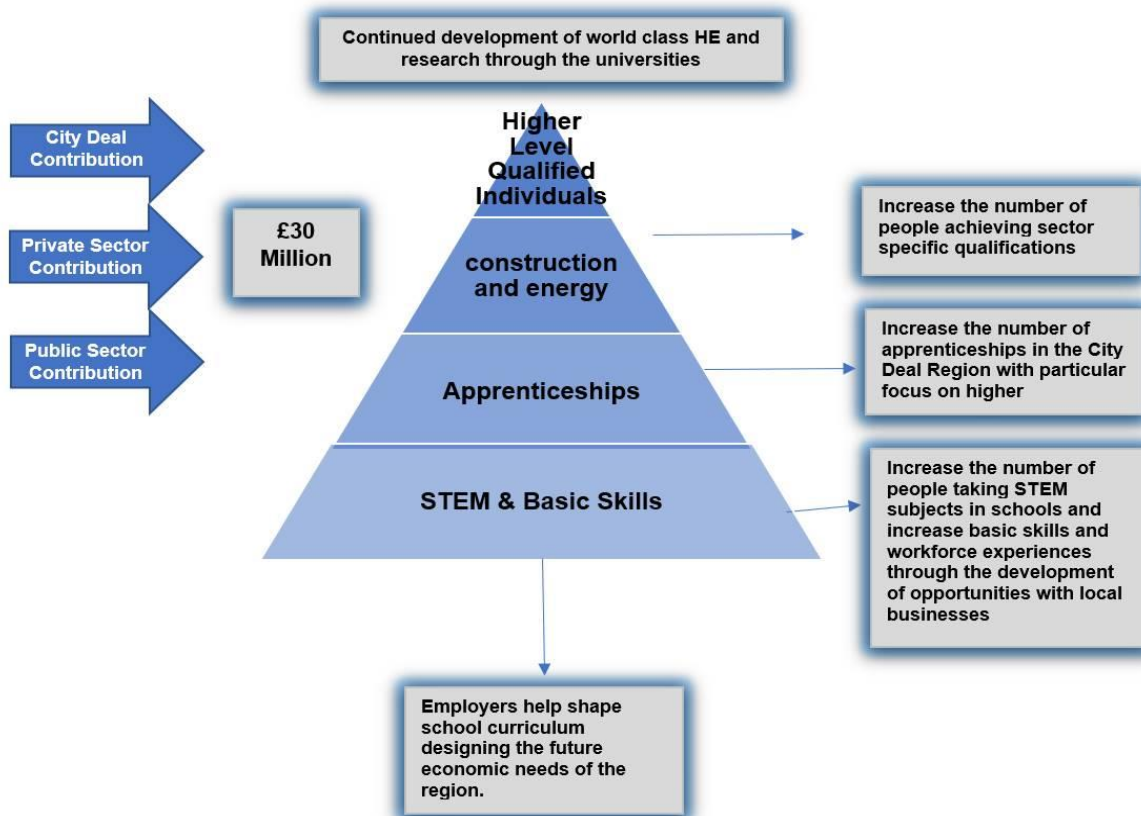 Continued development of world class HE and
research through the universities
City Deal
Contribution
Private Sector
Contribution
Public Sector
Contribution
£30
Million
Higher
Level
Qualified
Individuals
construction
and energy
Apprenticeships
STEM & Basic Skills
Increase the number of
people achieving sector
specific qualifications
Increase the number of
apprenticeships in the City
Deal Region with particular
focus on higher
Increase the number of
people taking STEM
subjects in schools and
increase basic skills and
workforce experiences
through the development
of opportunities with local
businesses
Employers help shape
school curriculum
designing the future
economic needs of the
region.